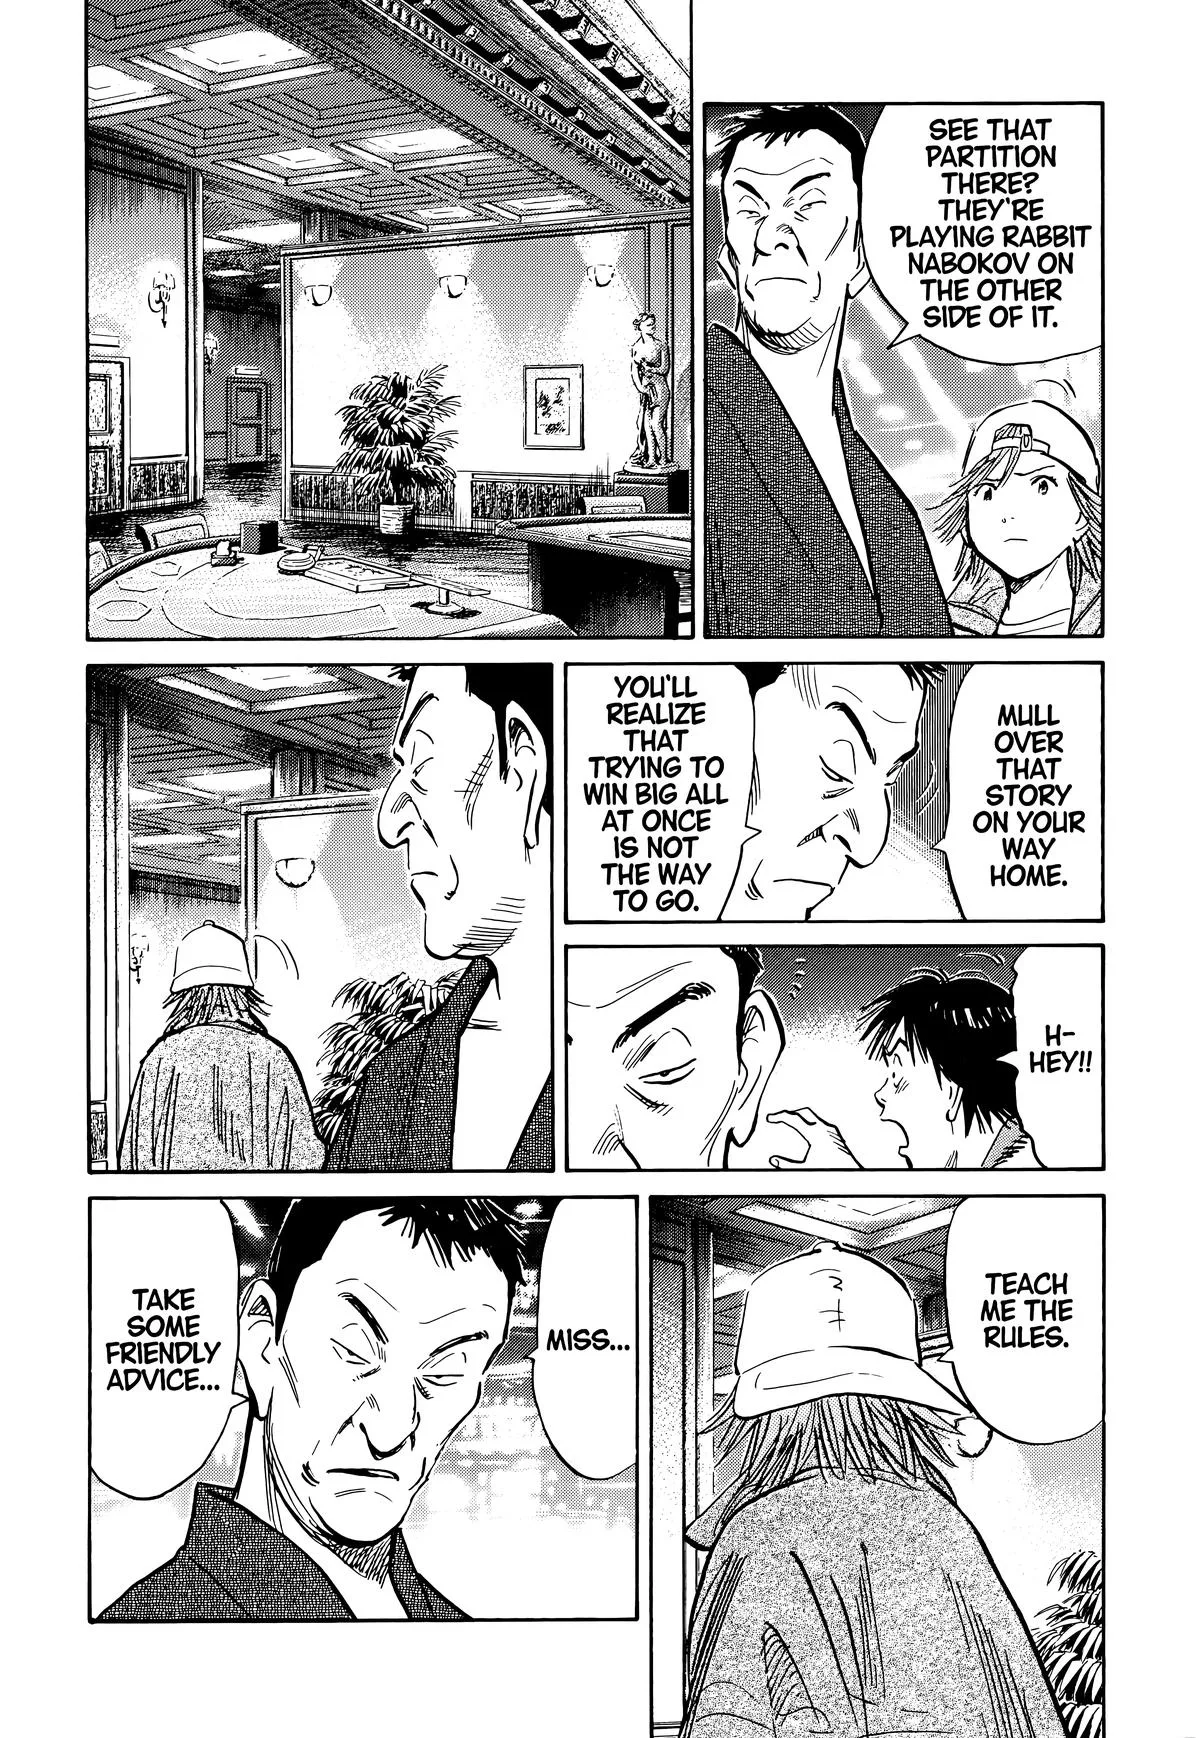 SEE THAT
PARTITION
THERE?
THEY'RE
PLAYING RABBIT
NABOKOV ON
THE OTHER
SIDE OF IT.
MULL
OVER
THAT
STORY
ON YOUR
WAY
HOME.
YOU'LL
REALIZE
THAT
TRYING TO
WIN BIG ALL
AT ONCE
IS NOT
THE WAY
TO GO.
H-
HEY!!
TEACH
ME THE
RULES.
MISS...
TAKE
SOME
FRIENDLY
ADVICE...